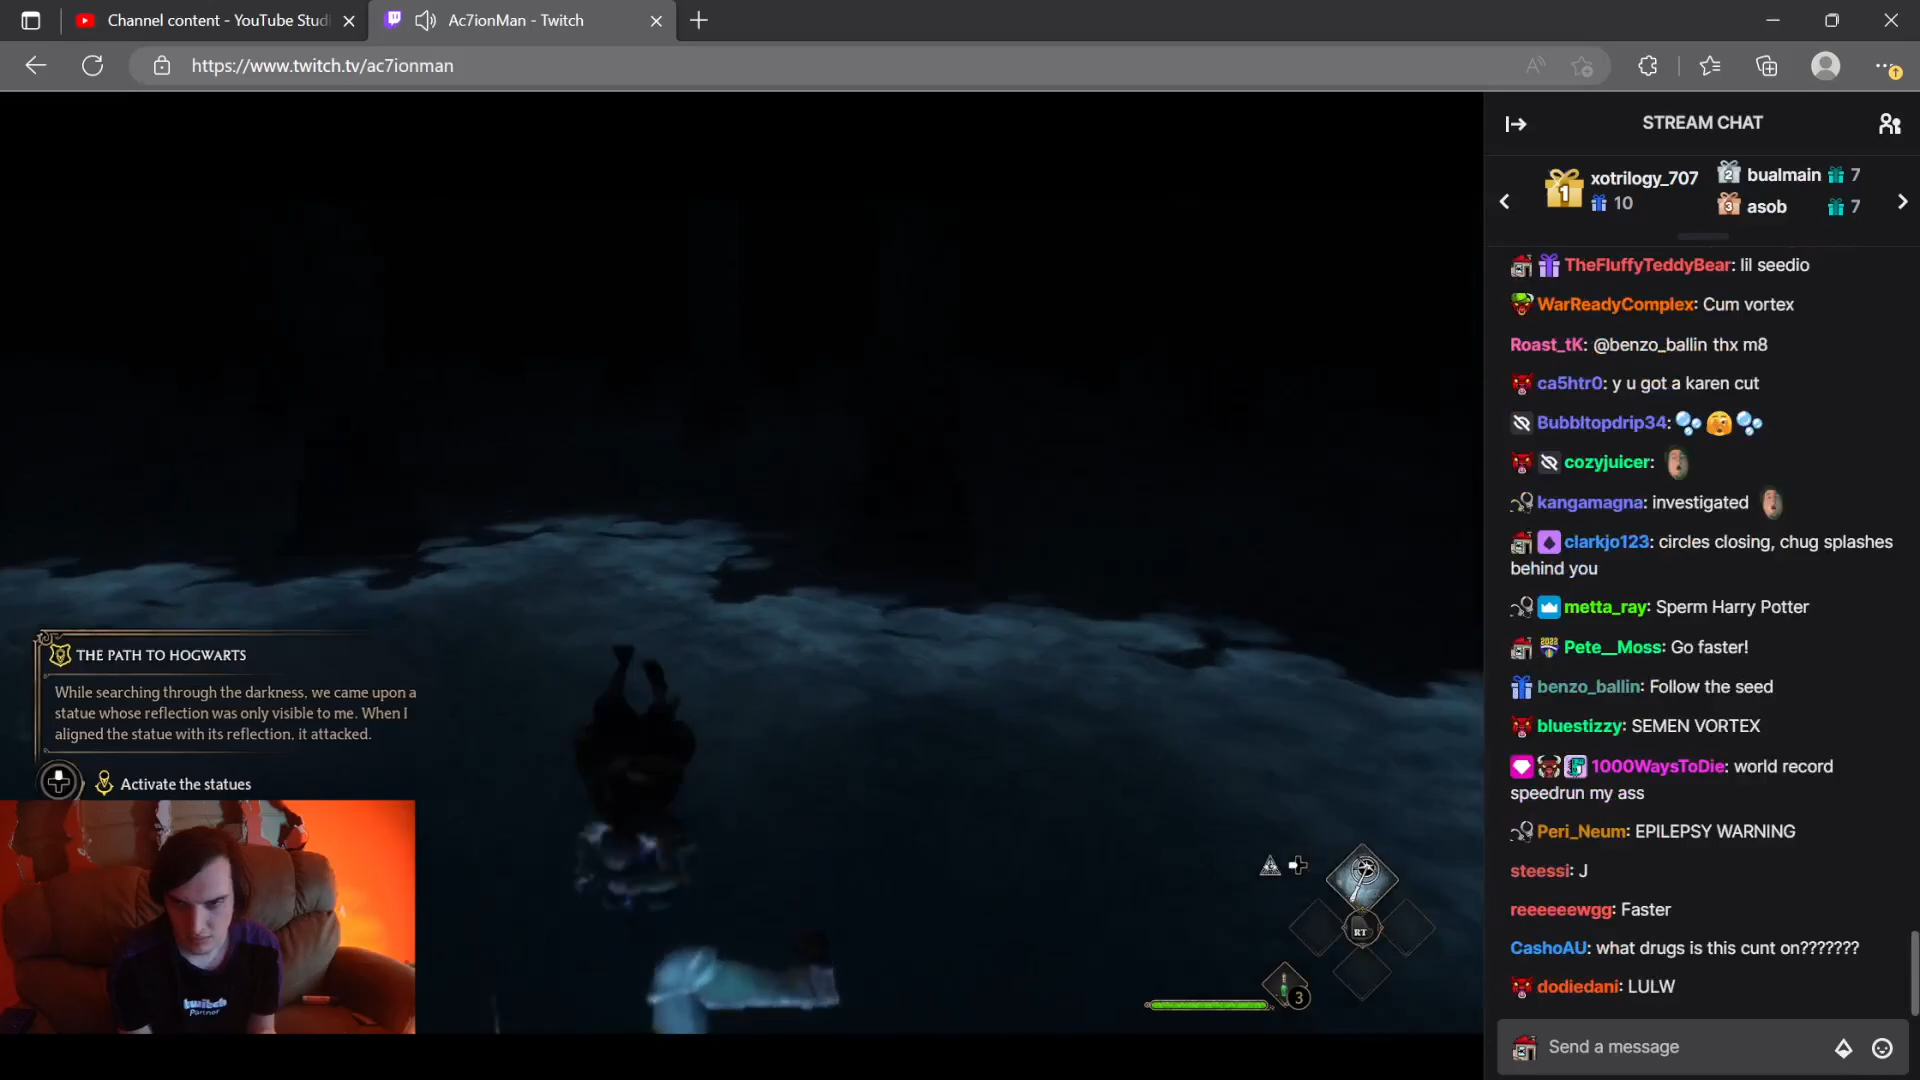 Channel content - YouTube Stud
Ac7ionMan - Twitch
https://www.twitch.tv/ac7ionman
STREAM CHAT
1 xotrilogy_707
10
2 bualmain 7
3 asob 7
TheFluffyTeddyBear: lil seedio
WarReadyComplex: Cum vortex
Roast_tK: @benzo_ballin thx m8
ca5htr0: y u got a karen cut
Bubbltopdrip34:
cozyjuicer:
kangamagna: investigated
clarkjo123: circles closing, chug splashes
behind you
metta_ray: Sperm Harry Potter
Pete__Moss: Go faster!
benzo_ballin: Follow the seed
bluestizzy: SEMEN VORTEX
1000WaysToDie: world record
speedrun my ass
Peri_Neum: EPILEPSY WARNING
steessi: J
reeeeeewgg: Faster
CashoAU: what drugs is this cunt on???????
dodiedani: LULW
Send a message
THE PATH TO HOGWARTS
While searching through the darkness, we came upon a
statue whose reflection was only visible to me. When I
aligned the statue with its reflection, it attacked.
Activate the statues
twitch
Partner
RT
3